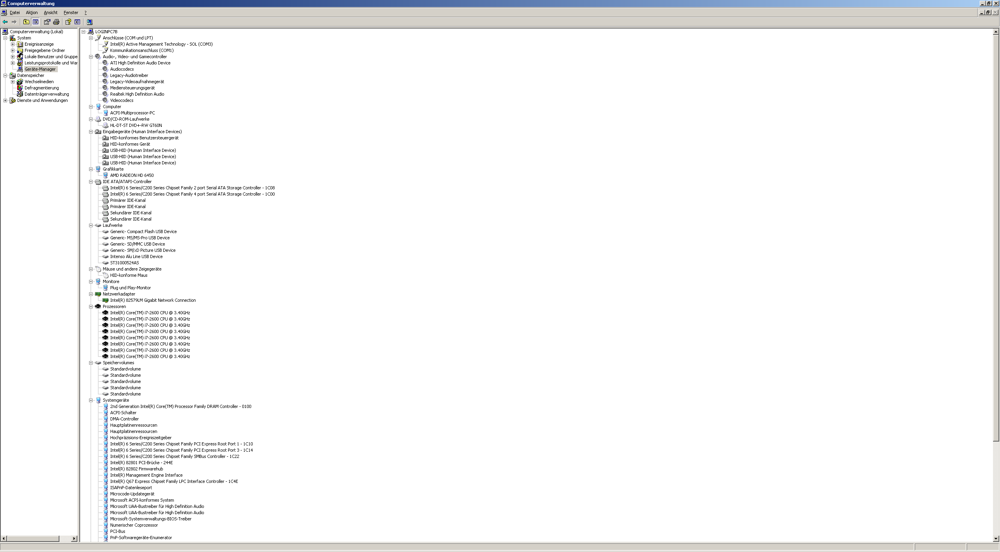 Computerverwaltung
Datei Aktion Ansicht Fenster ?
Computerverwaltung (Lokal)
System
Ereignisanzeige
Freigegebene Ordner
Lokale Benutzer und Gruppe
Leistungsprotokolle und War
Geräte-Manager
Datenspeicher
Wechselmedien
Defragmentierung
Datenträgerverwaltung
Dienste und Anwendungen
LOGINPC7B
Anschlüsse (COM und LPT)
Intel(R) Active Management Technology - SOL (COM3)
Kommunikationsanschluss (COM1)
Audio-, Video- und Gamecontroller
ATI High Definition Audio Device
Audiocodecs
Legacy-Audiotreiber
Legacy-Videoaufnahmegerät
Mediensteuerungsgerät
Realtek High Definition Audio
Videocodecs
Computer
ACPI-Multiprocessor-PC
DVD/CD-ROM-Laufwerke
HL-DT-ST DVD+-RW GT60N
Eingabegeräte (Human Interface Devices)
HID-konformes Benutzersteuergerät
HID-konformes Gerät
USB-HID (Human Interface Device)
USB-HID (Human Interface Device)
USB-HID (Human Interface Device)
Grafikkarte
AMD RADEON HD 6450
IDE ATA/ATAPI-Controller
Intel(R) 6 Series/C200 Series Chipset Family 2 port Serial ATA Storage Controller - 1C08
Intel(R) 6 Series/C200 Series Chipset Family 4 port Serial ATA Storage Controller - 1C00
Primärer IDE-Kanal
Primärer IDE-Kanal
Sekundärer IDE-Kanal
Sekundärer IDE-Kanal
Laufwerke
Generic- Compact Flash USB Device
Generic- MS/MS-Pro USB Device
Generic- SD/MMC USB Device
Generic- SM/xD Picture USB Device
Intenso Alu Line USB Device
ST31000524AS
Mäuse und andere Zeigegeräte
HID-konforme Maus
Monitore
Plug und Play-Monitor
Netzwerkadapter
Intel(R) 82579LM Gigabit Network Connection
Prozessoren
Intel(R) Core(TM) i7-2600 CPU @ 3.40GHz
Intel(R) Core(TM) i7-2600 CPU @ 3.40GHz
Intel(R) Core(TM) i7-2600 CPU @ 3.40GHz
Intel(R) Core(TM) i7-2600 CPU @ 3.40GHz
Intel(R) Core(TM) i7-2600 CPU @ 3.40GHz
Intel(R) Core(TM) i7-2600 CPU @ 3.40GHz
Intel(R) Core(TM) i7-2600 CPU @ 3.40GHz
Intel(R) Core(TM) i7-2600 CPU @ 3.40GHz
Speichervolumes
Standardvolume
Standardvolume
Standardvolume
Standardvolume
Standardvolume
Systemgeräte
2nd Generation Intel(R) Core(TM) Processor Family DRAM Controller - 0100
ACPI-Schalter
DMA-Controller
Hauptplatinenressourcen
Hauptplatinenressourcen
Hochpräzisions-Ereigniszeitgeber
Intel(R) 6 Series/C200 Series Chipset Family PCI Express Root Port 1 - 1C10
Intel(R) 6 Series/C200 Series Chipset Family PCI Express Root Port 3 - 1C14
Intel(R) 6 Series/C200 Series Chipset Family SMBus Controller - 1C22
Intel(R) 82801 PCI-Brücke - 244E
Intel(R) 82802 Firmwarehub
Intel(R) Management Engine Interface
Intel(R) Q67 Express Chipset Family LPC Interface Controller - 1C4E
ISAPnP-Datenleseport
Microcode-Updategerät
Microsoft ACPI-konformes System
Microsoft UAA-Bustreiber für High Definition Audio
Microsoft UAA-Bustreiber für High Definition Audio
Microsoft-Systemverwaltungs-BIOS-Treiber
Numerischer Coprozessor
PCI-Bus
PnP-Softwaregeräte-Enumerator